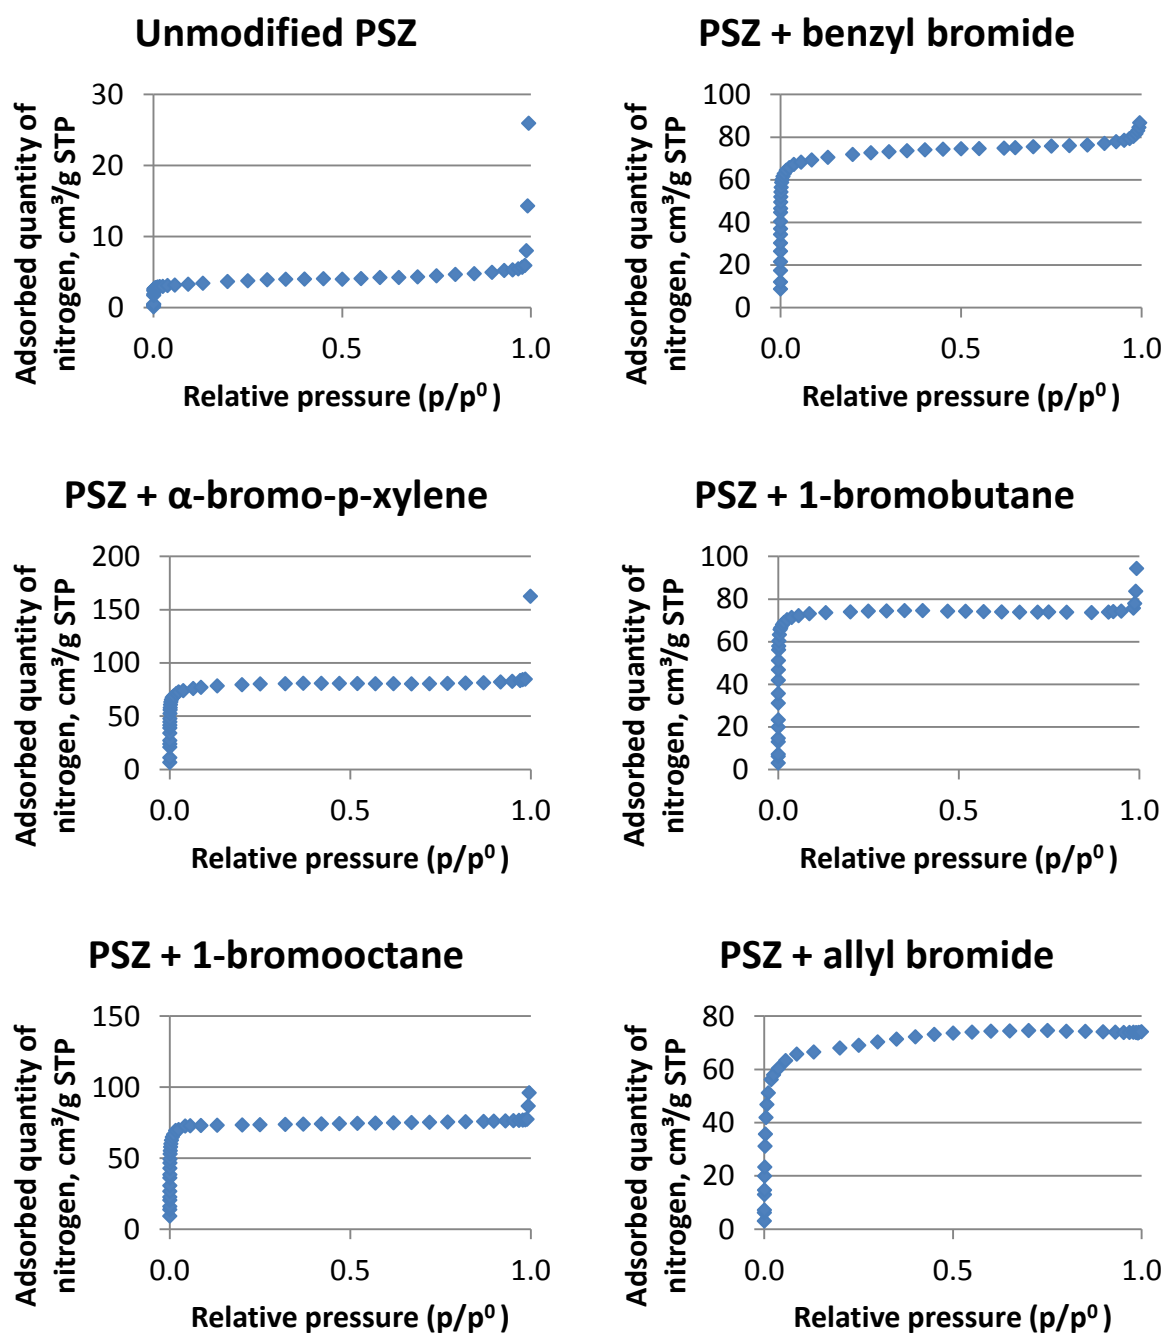 Unmodified PSZ
Adsorbed quantity of
nitrogen, cm³/g STP
30
20
10
0
0.0 0.5 1.0
Relative pressure (p/p⁰ )
PSZ + benzyl bromide
Adsorbed quantity of
nitrogen, cm³/g STP
100
80
60
40
20
0
0.0 0.5 1.0
Relative pressure (p/p⁰ )
PSZ + α-bromo-p-xylene
Adsorbed quantity of
nitrogen, cm³/g STP
200
150
100
50
0
0.0 0.5 1.0
Relative pressure (p/p⁰ )
PSZ + 1-bromobutane
Adsorbed quantity of
nitrogen, cm³/g STP
100
80
60
40
20
0
0.0 0.5 1.0
Relative pressure (p/p⁰ )
PSZ + 1-bromooctane
Adsorbed quantity of
nitrogen, cm³/g STP
150
100
50
0
0.0 0.5 1.0
Relative pressure (p/p⁰ )
PSZ + allyl bromide
Adsorbed quantity of
nitrogen, cm³/g STP
80
60
40
20
0
0.0 0.5 1.0
Relative pressure (p/p⁰ )